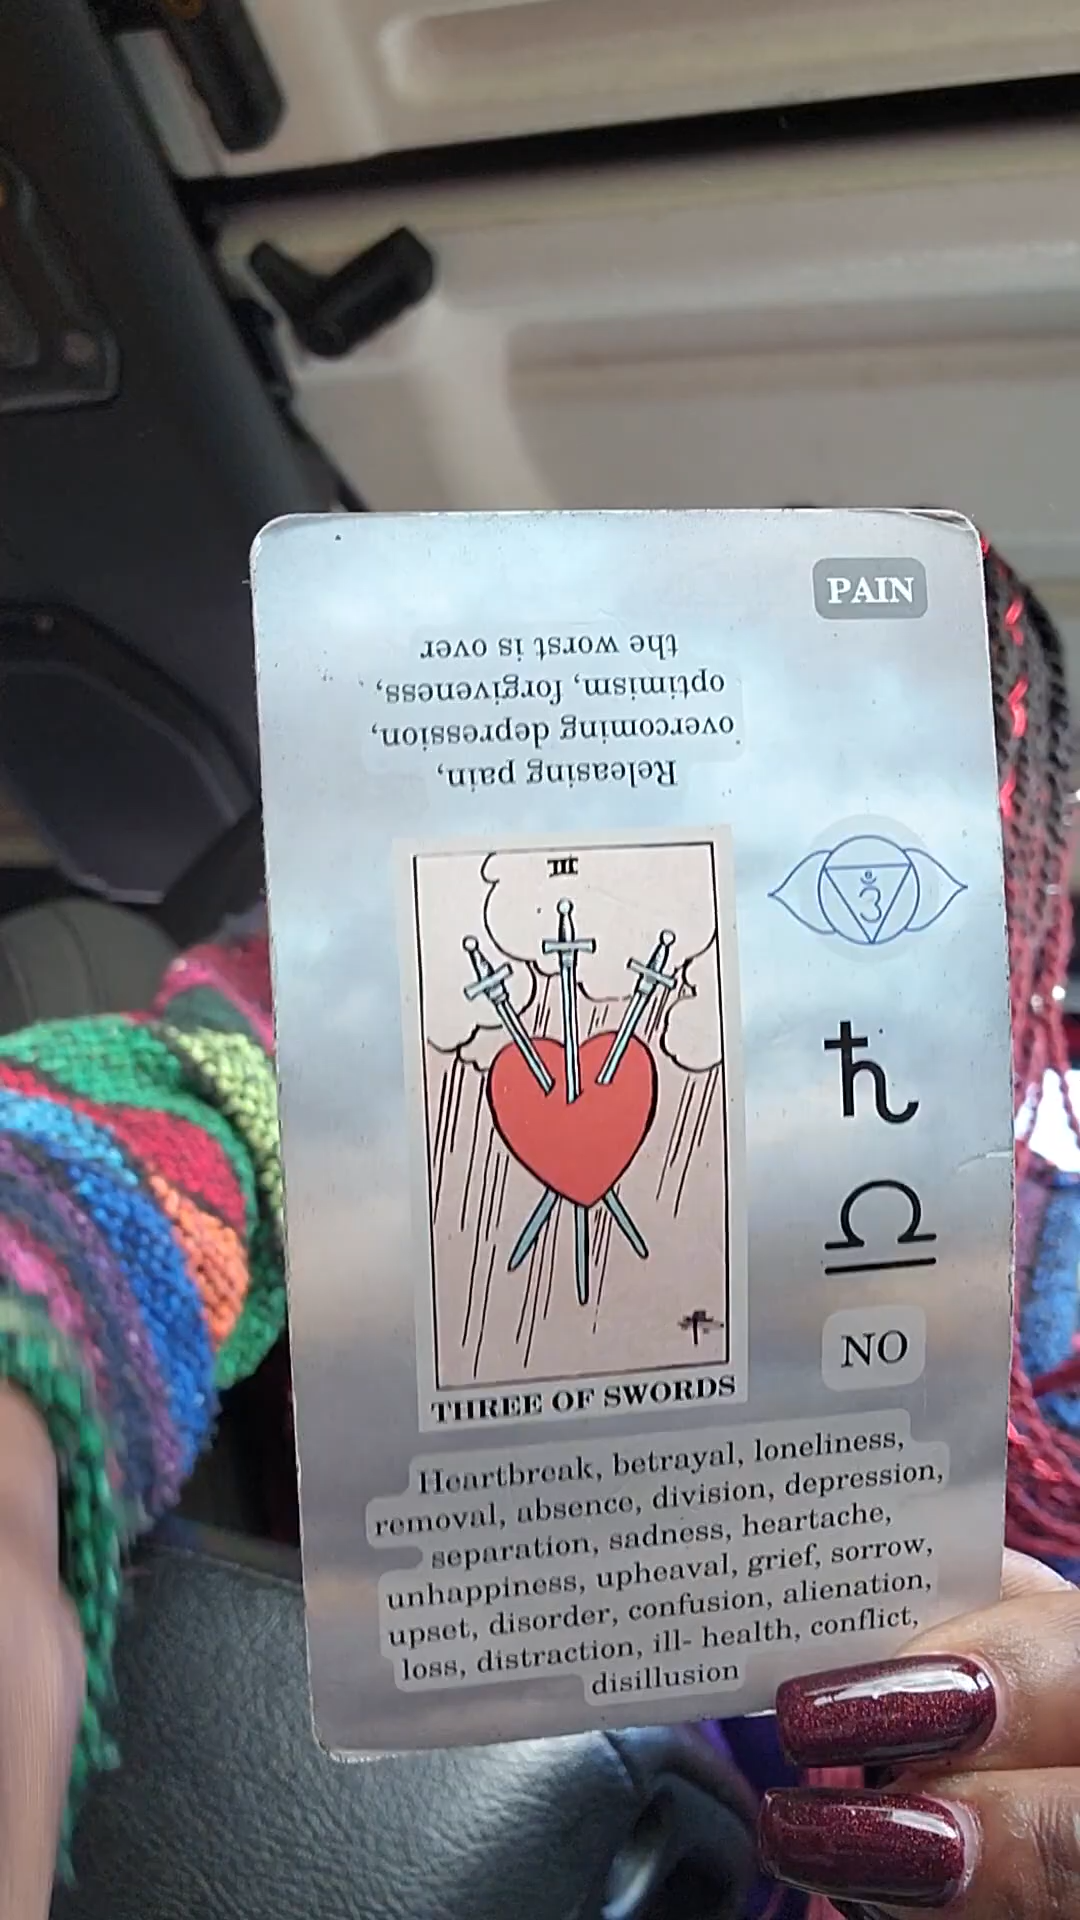 PAIN
Releasing pain,
overcoming depression,
optimism, forgiveness,
the worst is over
III
ॐ
♄
♎
NO
THREE OF SWORDS
Heartbreak, betrayal, loneliness,
removal, absence, division, depression,
separation, sadness, heartache,
unhappiness, upheaval, grief, sorrow,
upset, disorder, confusion, alienation,
loss, distraction, ill- health, conflict,
disillusion